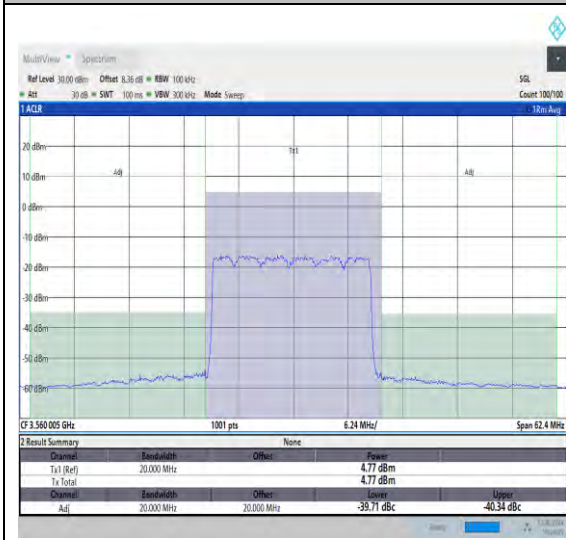 MultiView Spectrum
Ref Level 30.00 dBm Offset 8.36 dB RBW 100 kHz SGL
Att 30 dB SWT 100 ms VBW 300 kHz Mode Sweep Count 100/100
1 ACLR 1Rm Avg
Tx1
20 dBm
Adj Adj
10 dBm
0 dBm
-10 dBm
-20 dBm
-30 dBm
-40 dBm
-50 dBm
-60 dBm
CF 3.560 005 GHz 1001 pts 6.24 MHz/ Span 62.4 MHz
2 Result Summary None
Channel Bandwidth Offset Power
Tx1 (Ref) 20.000 MHz 4.77 dBm
Tx Total 4.77 dBm
Channel Bandwidth Offset Lower Upper
Adj 20.000 MHz 20.000 MHz -39.71 dBc -40.34 dBc